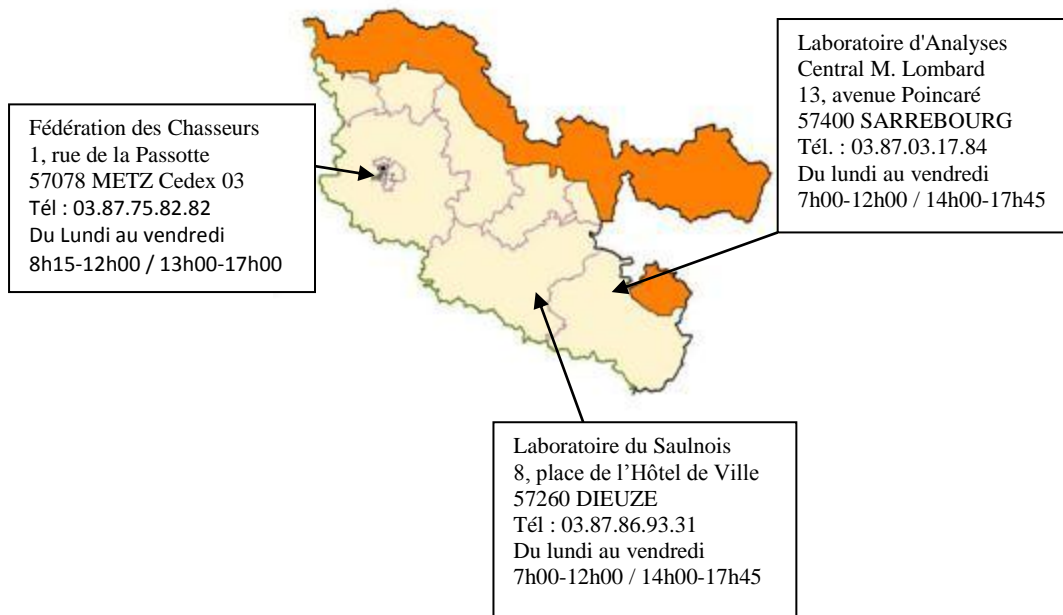 Laboratoire d'Analyses
Central M. Lombard
13, avenue Poincaré
57400 SARREBOURG
Tél. : 03.87.03.17.84
Du lundi au vendredi
7h00-12h00 / 14h00-17h45
Fédération des Chasseurs
1, rue de la Passotte
57078 METZ Cedex 03
Tél : 03.87.75.82.82
Du Lundi au vendredi
8h15-12h00 / 13h00-17h00
Laboratoire du Saulnois
8, place de l’Hôtel de Ville
57260 DIEUZE
Tél : 03.87.86.93.31
Du lundi au vendredi
7h00-12h00 / 14h00-17h45